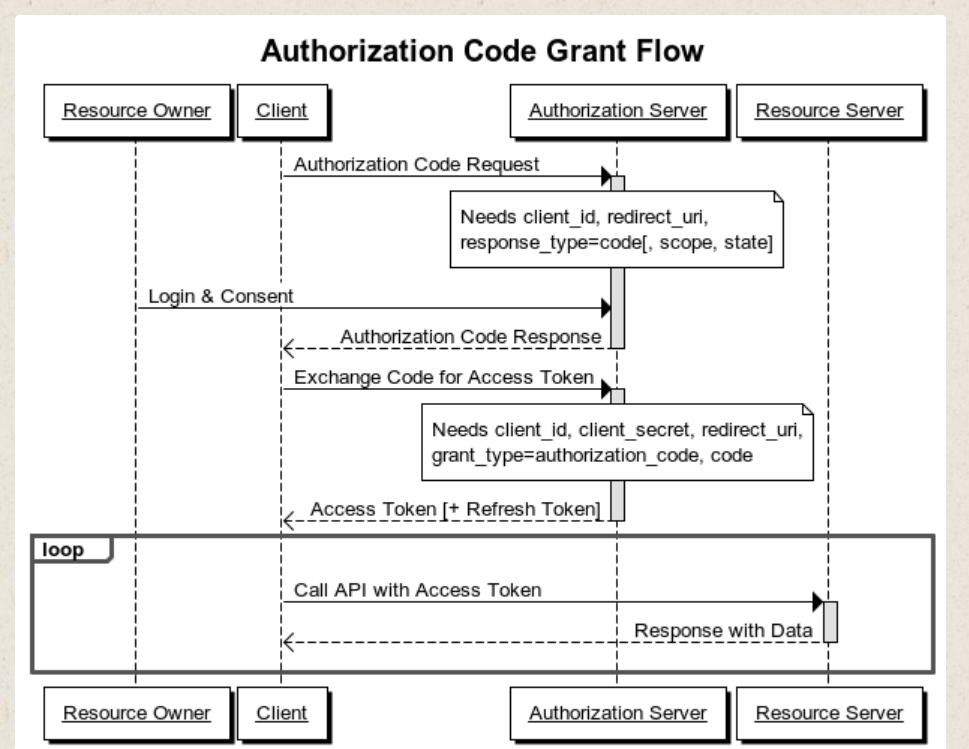 Authorization Code Grant Flow
Resource Owner
Client
Authorization Server
Resource Server
Authorization Code Request
Needs client_id, redirect_uri,
response_type=code[, scope, state]
Login & Consent
Authorization Code Response
Exchange Code for Access Token
Needs client_id, client_secret, redirect_uri,
grant_type=authorization_code, code
Access Token [+ Refresh Token]
loop
Call API with Access Token
Response with Data
Resource Owner
Client
Authorization Server
Resource Server